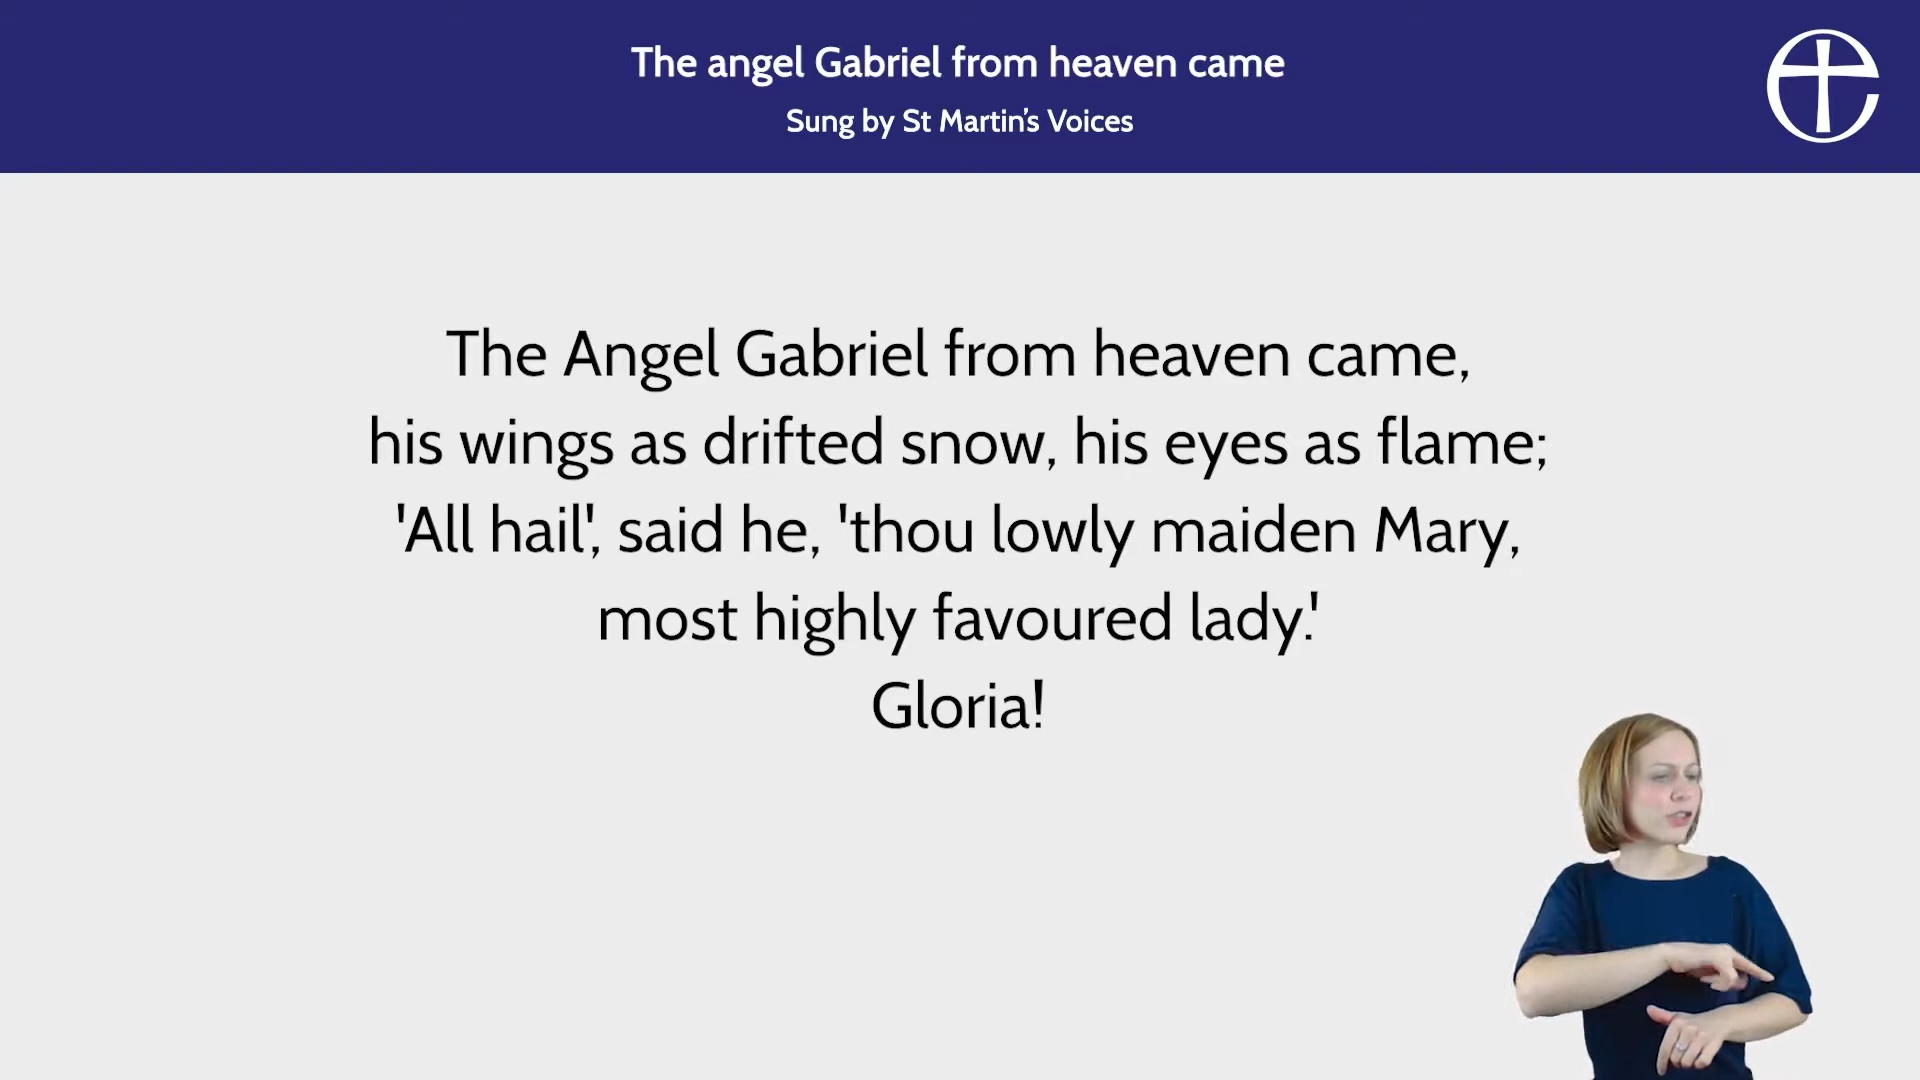 The angel Gabriel from heaven came
Sung by St Martin's Voices
The Angel Gabriel from heaven came,
his wings as drifted snow, his eyes as flame;
'All hail', said he, 'thou lowly maiden Mary,
most highly favoured lady.'
Gloria!